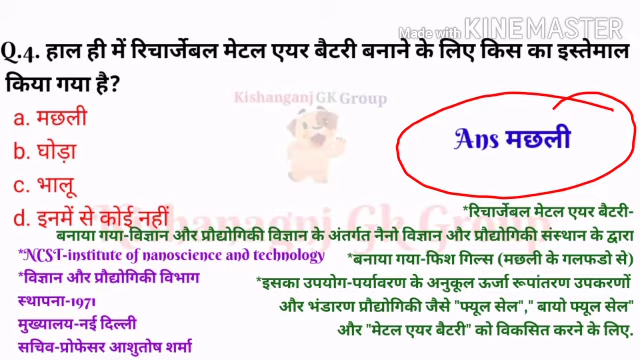 Made with KINEMASTER
Q.4. हाल ही में रिचार्जेबल मेटल एयर बैटरी बनाने के लिए किस का इस्तेमाल
किया गया है?
Kishanganj GK Group
a. मछली
b. घोड़ा
c. भालू
d. इनमें से कोई नहीं
Ans मछली
Kishanganj Gk Group
*रिचार्जेबल मेटल एयर बैटरी-
बनाया गया-विज्ञान और प्रौद्योगिकी विज्ञान के अंतर्गत नैनो विज्ञान और प्रौद्योगिकी संस्थान के द्वारा
*NCST-institute of nanoscience and technology
*बनाया गया-फिश गिल्स (मछली के गलफडो से)
*विज्ञान और प्रौद्योगिकी विभाग
स्थापना-1971
मुख्यालय-नई दिल्ली
सचिव-प्रोफेसर आशुतोष शर्मा
*इसका उपयोग-पर्यावरण के अनुकूल ऊर्जा रूपांतरण उपकरणों
और भंडारण प्रौद्योगिकी जैसे "फ्यूल सेल"," बायो फ्यूल सेल"
और "मेटल एयर बैटरी" को विकसित करने के लिए.